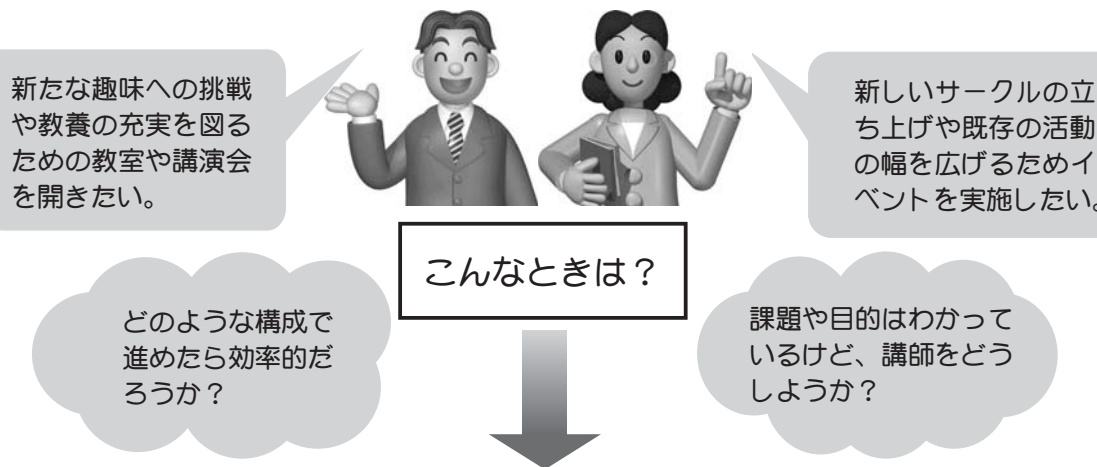 新たな趣味への挑戦
や教養の充実を図る
ための教室や講演会
を開きたい。
新しいサークルの立
ち上げや既存の活動
の幅を広げるためイ
ベントを実施したい。
こんなときは？
どのような構成で
進めたら効率的だ
ろうか？
課題や目的はわかって
いるけど、講師をどう
しようか？